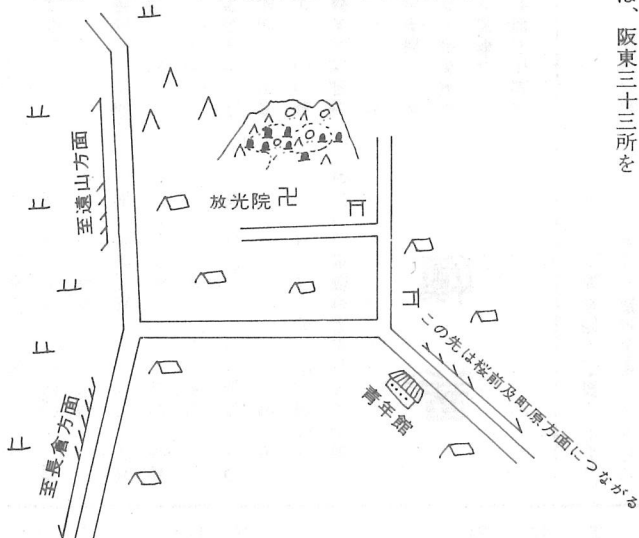 は、阪東三十三所を
至遠山方面
放光院卍
この先は桜前及町原方面につながる
青年館
至長倉方面